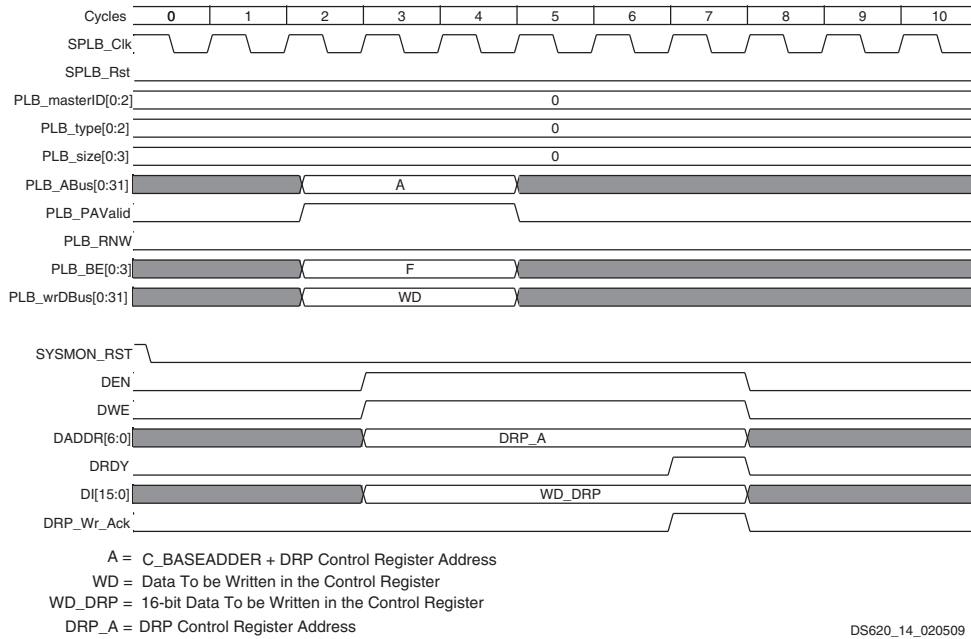 Cycles 0 1 2 3 4 5 6 7 8 9 10
SPLB_Clk
SPLB_Rst
PLB_masterID[0:2] 0
PLB_type[0:2] 0
PLB_size[0:3] 0
PLB_ABus[0:31] A
PLB_PAValid
PLB_RNW
PLB_BE[0:3] F
PLB_wrDBus[0:31] WD
SYSMON_RST
DEN
DWE
DADDR[6:0] DRP_A
DRDY
DI[15:0] WD_DRP
DRP_Wr_Ack
A = C_BASEADDER + DRP Control Register Address
WD = Data To be Written in the Control Register
WD_DRP = 16-bit Data To be Written in the Control Register
DRP_A = DRP Control Register Address
DS620_14_020509